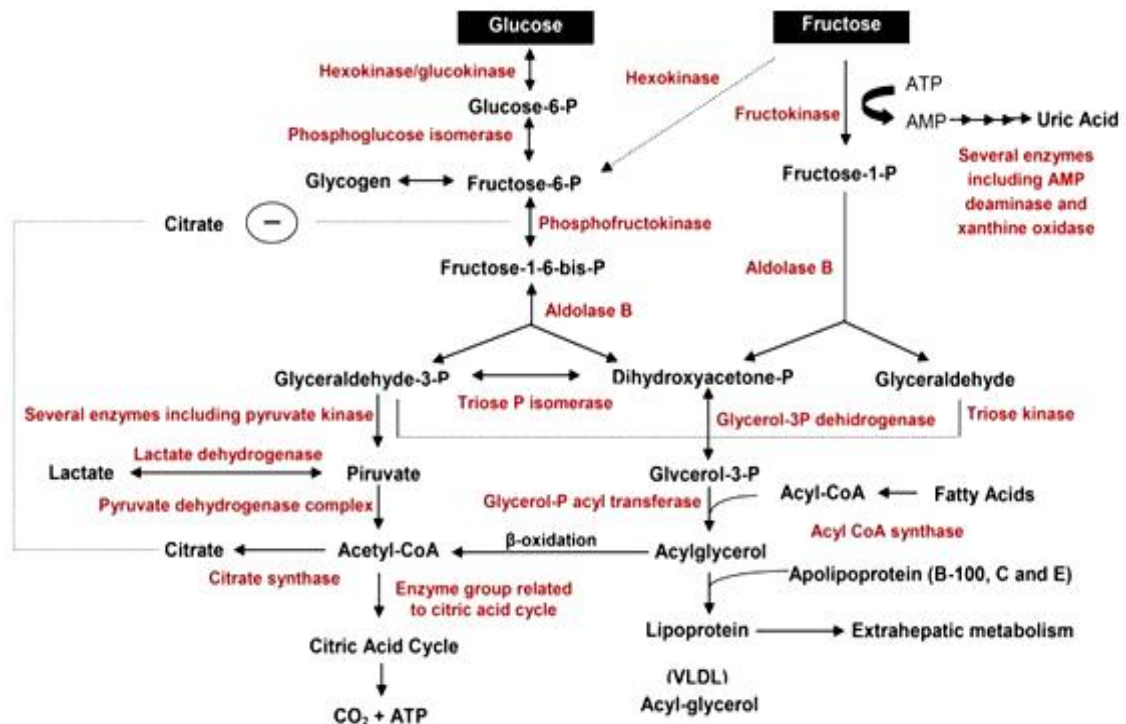 Glucose
Fructose
Hexokinase/glucokinase
Hexokinase
ATP
Glucose-6-P
Fructokinase
AMP
Uric Acid
Phosphoglucose isomerase
Several enzymes
including AMP
deaminase and
xanthine oxidase
Glycogen
Fructose-6-P
Fructose-1-P
Citrate
−
Phosphofructokinase
Fructose-1-6-bis-P
Aldolase B
Aldolase B
Glyceraldehyde-3-P
Dihydroxyacetone-P
Glyceraldehyde
Triose P isomerase
Several enzymes including pyruvate kinase
Glycerol-3P dehidrogenase
Triose kinase
Lactate dehydrogenase
Lactate
Piruvate
Glycerol-3-P
Pyruvate dehydrogenase complex
Glycerol-P acyl transferase
Acyl-CoA
Fatty Acids
Acyl CoA synthase
Citrate
Acetyl-CoA
β-oxidation
Acylglycerol
Citrate synthase
Enzyme group related
to citric acid cycle
Apolipoprotein (B-100, C and E)
Citric Acid Cycle
Lipoprotein
Extrahepatic metabolism
(VLDL)
Acyl-glycerol
CO₂ + ATP